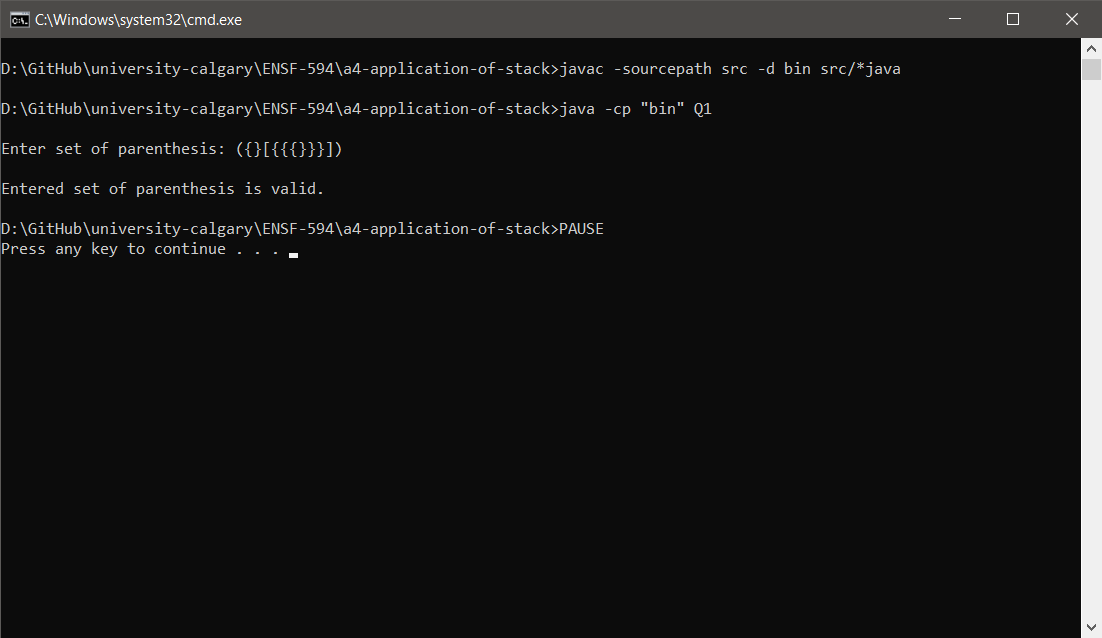 C:\Windows\system32\cmd.exe
D:\GitHub\university-calgary\ENSF-594\a4-application-of-stack>javac -sourcepath src -d bin src/*java
D:\GitHub\university-calgary\ENSF-594\a4-application-of-stack>java -cp "bin" Q1
Enter set of parenthesis: ({}[{{{}}}])
Entered set of parenthesis is valid.
D:\GitHub\university-calgary\ENSF-594\a4-application-of-stack>PAUSE
Press any key to continue . . .